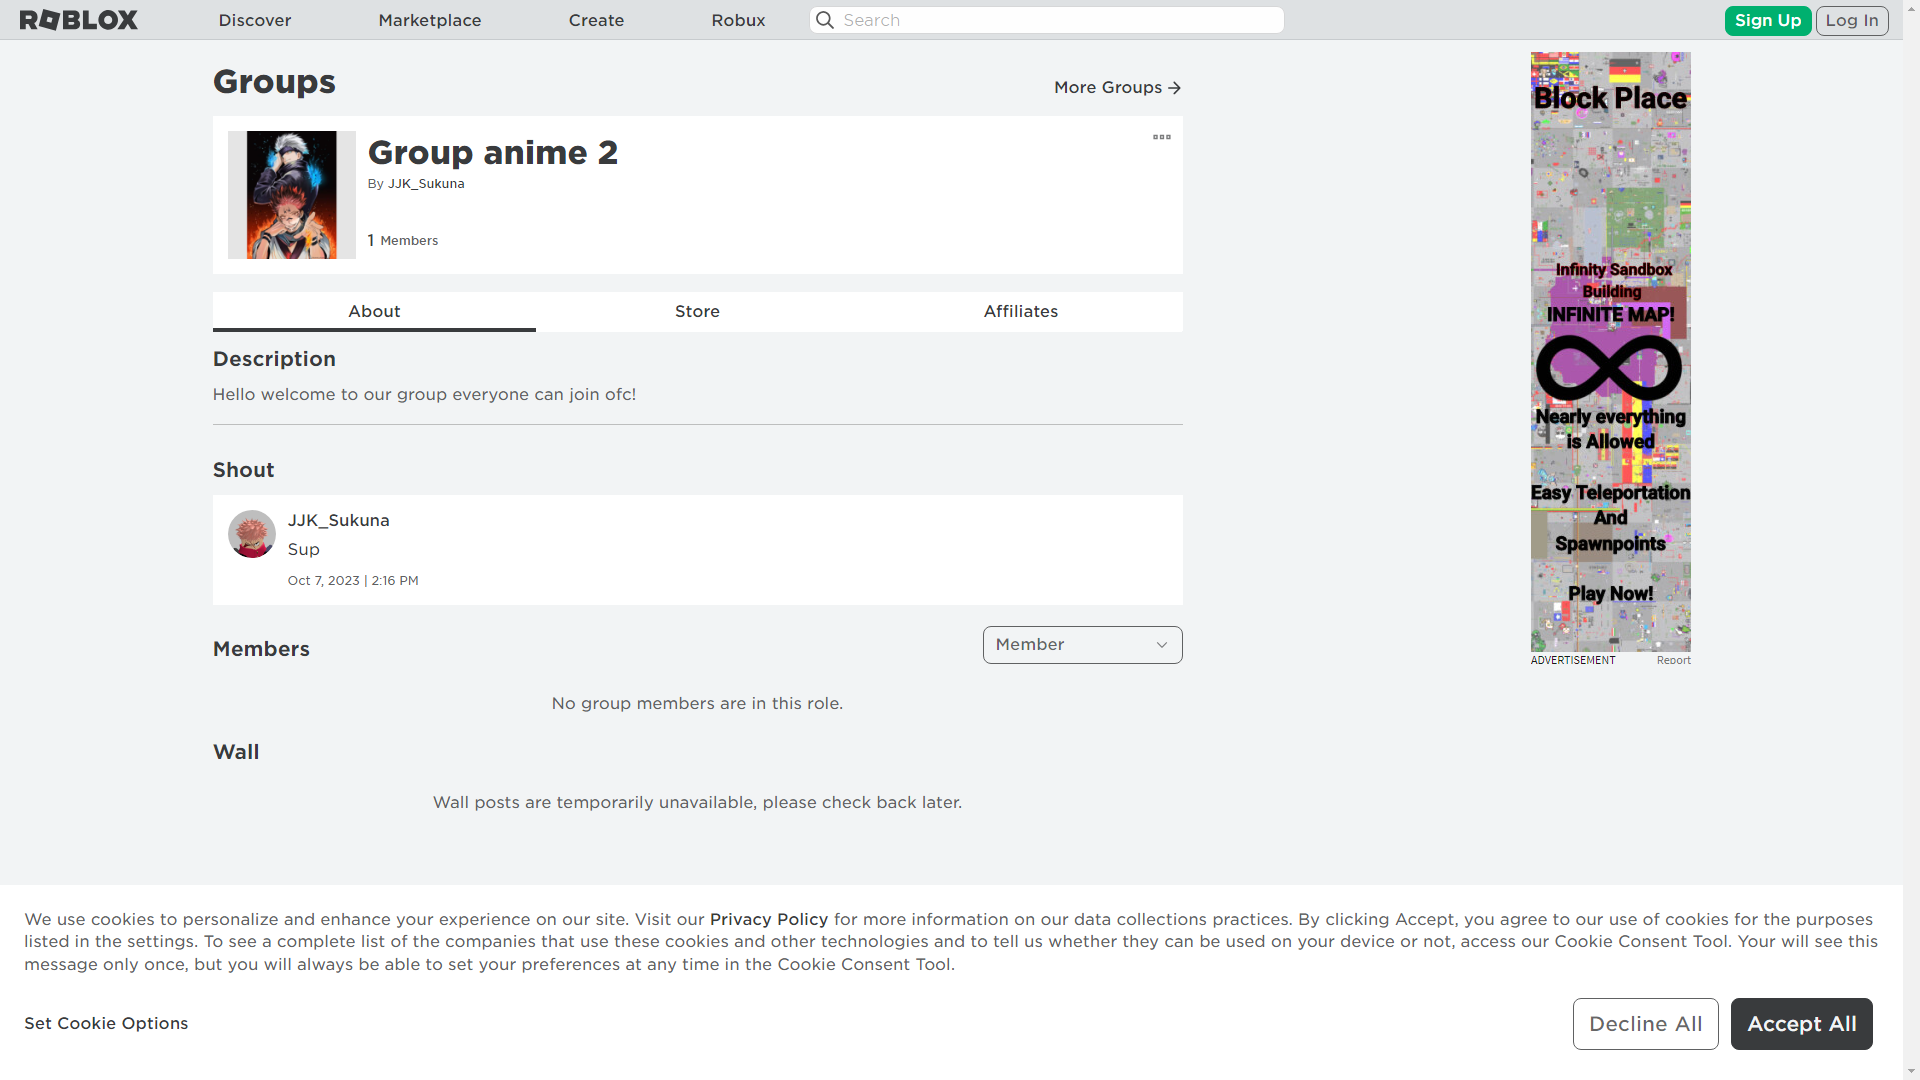 ROBLOX
Discover
Marketplace
Create
Robux
Search
Sign Up
Log In
Groups
More Groups
Group anime 2
By JJK_Sukuna
1 Members
About
Store
Affiliates
Description
Hello welcome to our group everyone can join ofc!
Shout
JJK_Sukuna
Sup
Oct 7, 2023 | 2:16 PM
Members
Member
No group members are in this role.
Wall
Wall posts are temporarily unavailable, please check back later.
Block Place
Infinity Sandbox
Building
INFINITE MAP!
Nearly everything
is Allowed
Easy Teleportation
And
Spawnpoints
Play Now!
ADVERTISEMENT
Report
We use cookies to personalize and enhance your experience on our site. Visit our Privacy Policy for more information on our data collections practices. By clicking Accept, you agree to our use of cookies for the purposes
listed in the settings. To see a complete list of the companies that use these cookies and other technologies and to tell us whether they can be used on your device or not, access our Cookie Consent Tool. Your will see this
message only once, but you will always be able to set your preferences at any time in the Cookie Consent Tool.
Set Cookie Options
Decline All
Accept All